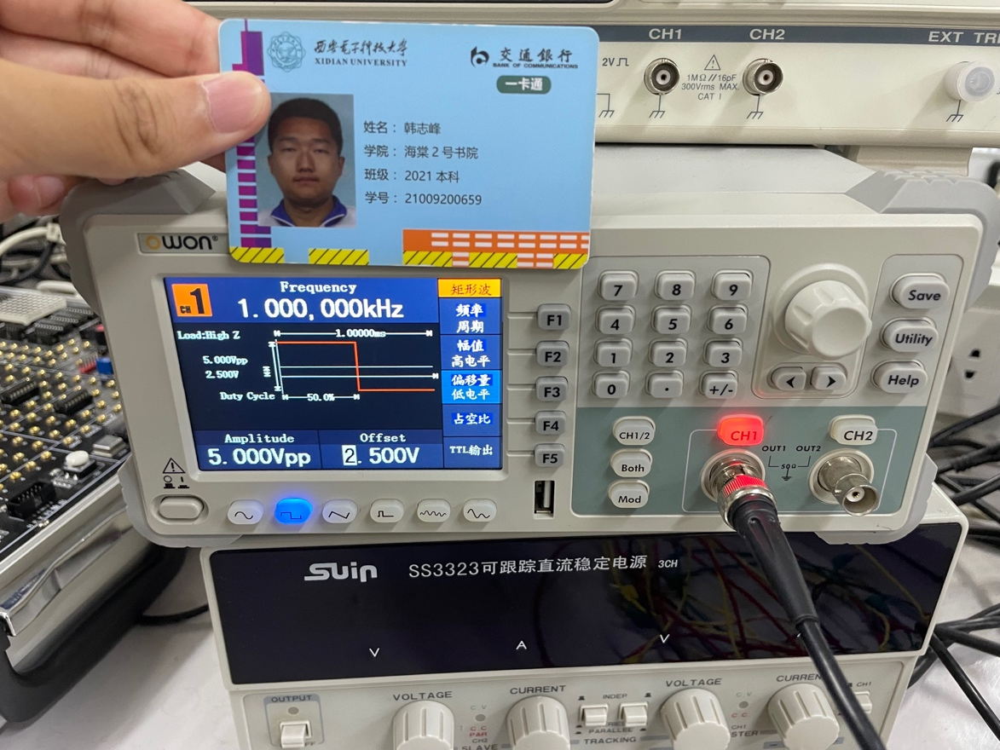 西安电子科技大学
XIDIAN UNIVERSITY
交通銀行
BANK OF COMMUNICATIONS
一卡通
姓名： 韩志峰
学院： 海棠2号书院
班级： 2021 本科
学号： 21009200659
CH1
CH2
EXT TRI
2V
1MΩ//16pF
300Vrms MAX.
CAT I
OWON®
CH1
Frequency
1.000,000kHz
Load:High Z
1.00000ms
5.000Vpp
2.500V
Duty Cycle
50.0%
Amplitude
5.000Vpp
Offset
2.500V
矩形波
频率
周期
幅值
高电平
偏移量
低电平
占空比
TTL输出
F1
F2
F3
F4
F5
7
8
9
4
5
6
1
2
3
0
.
+/-
Save
Utility
Help
CH1/2
Both
Mod
CH1
CH2
OUT1
OUT2
50Ω
Suin
SS3323可跟踪直流稳定电源 3CH
OUTPUT
VOLTAGE
CURRENT
INDEP
VOLTAGE
CURREN
CH1
C.V
C.C
PAR
CH2
SLAVE
PARALLEL
TRACKING
C.V
C.C
CH1